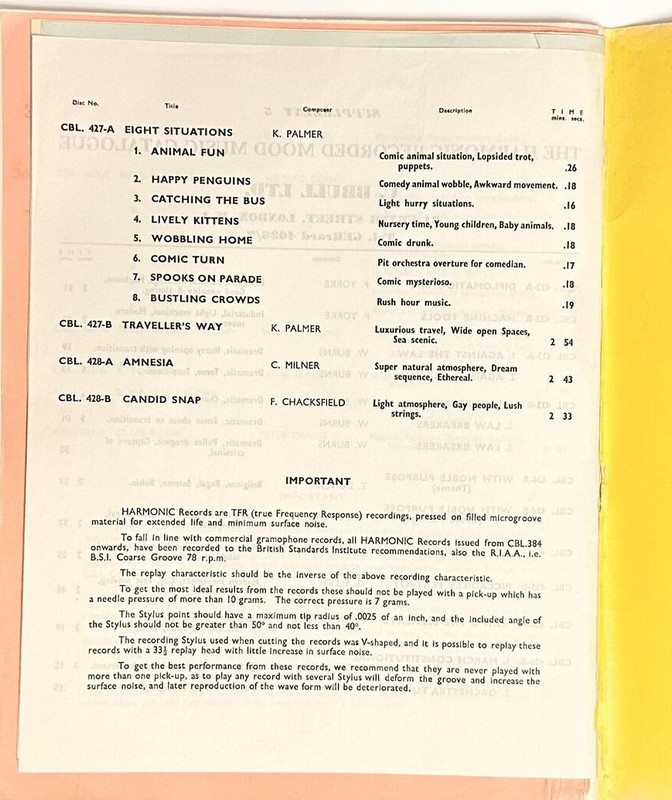 Disc No. Title Composer Description TIME
mins. secs.
CBL. 427-A EIGHT SITUATIONS K. PALMER
1. ANIMAL FUN Comic animal situation, Lopsided trot,
puppets. .26
2. HAPPY PENGUINS Comedy animal wobble, Awkward movement. .18
3. CATCHING THE BUS Light hurry situations. .16
4. LIVELY KITTENS Nursery time, Young children, Baby animals. .18
5. WOBBLING HOME Comic drunk. .18
6. COMIC TURN Pit orchestra overture for comedian. .17
7. SPOOKS ON PARADE Comic mysterioso. .18
8. BUSTLING CROWDS Rush hour music. .19
CBL. 427-B TRAVELLER'S WAY K. PALMER Luxurious travel, Wide open Spaces,
Sea scenic. 2 54
CBL. 428-A AMNESIA C. MILNER Super natural atmosphere, Dream
sequence, Ethereal. 2 43
CBL. 428-B CANDID SNAP F. CHACKSFIELD Light atmosphere, Gay people, Lush
strings. 2 33
IMPORTANT
HARMONIC Records are TFR (true Frequency Response) recordings, pressed on filled microgroove
material for extended life and minimum surface noise.
To fall in line with commercial gramophone records, all HARMONIC Records issued from CBL.384
onwards, have been recorded to the British Standards Institute recommendations, also the R.I.A.A., i.e.
B.S.I. Coarse Groove 78 r.p.m.
The replay characteristic should be the inverse of the above recording characteristic.
To get the most ideal results from the records these should not be played with a pick-up which has
a needle pressure of more than 10 grams. The correct pressure is 7 grams.
The Stylus point should have a maximum tip radius of .0025 of an inch, and the included angle of
the Stylus should not be greater than 50° and not less than 40°.
The recording Stylus used when cutting the records was V-shaped, and it is possible to replay these
records with a 33⅓ replay head with little increase in surface noise.
To get the best performance from these records, we recommend that they are never played with
more than one pick-up, as to play any record with several Stylus will deform the groove and increase the
surface noise, and later reproduction of the wave form will be deteriorated.